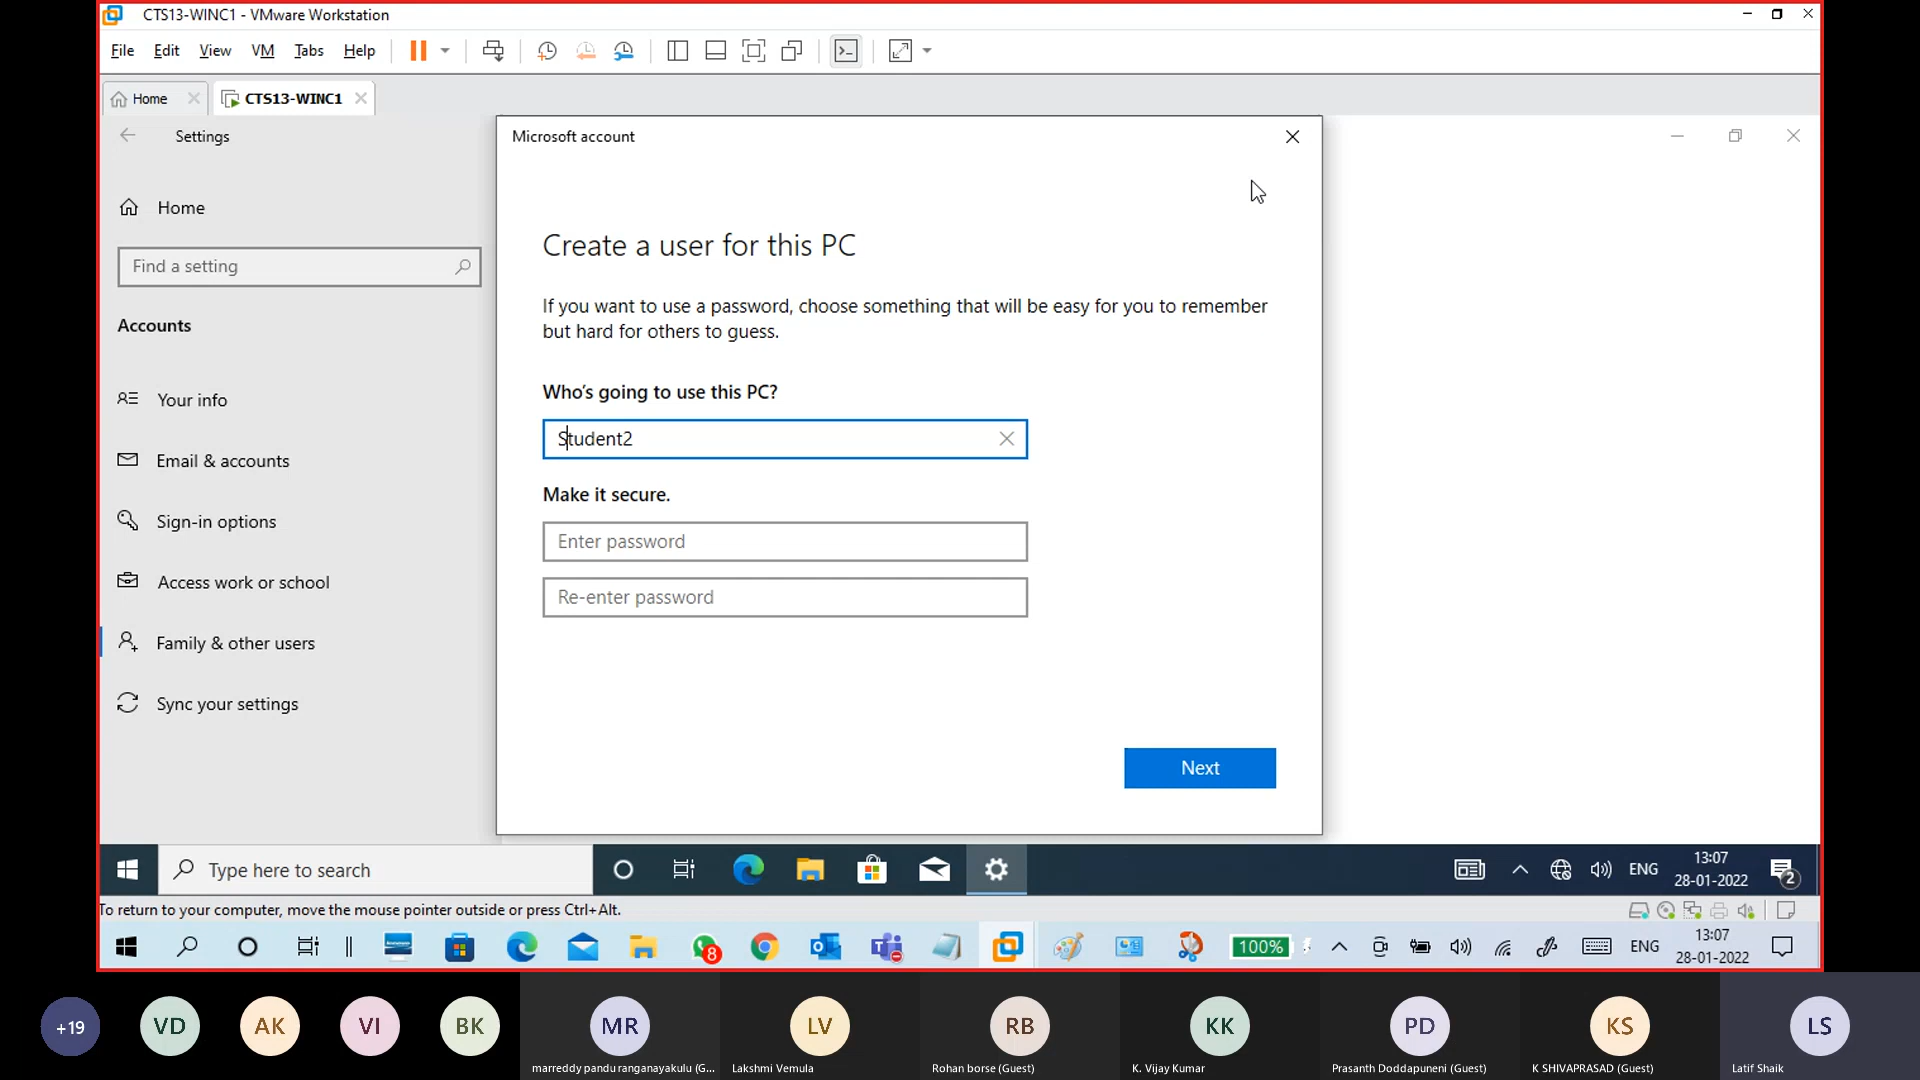 CTS13-WINC1 - VMware Workstation
File Edit View VM Tabs Help
Home
CTS13-WINC1
Settings
Microsoft account
Home
Find a setting
Accounts
Your info
Email & accounts
Sign-in options
Access work or school
Family & other users
Sync your settings
Create a user for this PC
If you want to use a password, choose something that will be easy for you to remember
but hard for others to guess.
Who's going to use this PC?
Student2
Make it secure.
Enter password
Re-enter password
Next
Type here to search
ENG
13:07
28-01-2022
2
To return to your computer, move the mouse pointer outside or press Ctrl+Alt.
8
100%
ENG
13:07
28-01-2022
+19
VD
AK
VI
BK
MR
LV
RB
KK
PD
KS
LS
marreddy panduranganayakulu (G...
Lakshmi Vemula
Rohan borse (Guest)
K. Vijay Kumar
Prasanth Doddapuneni (Guest)
K SHIVAPRASAD (Guest)
Latif Shaik